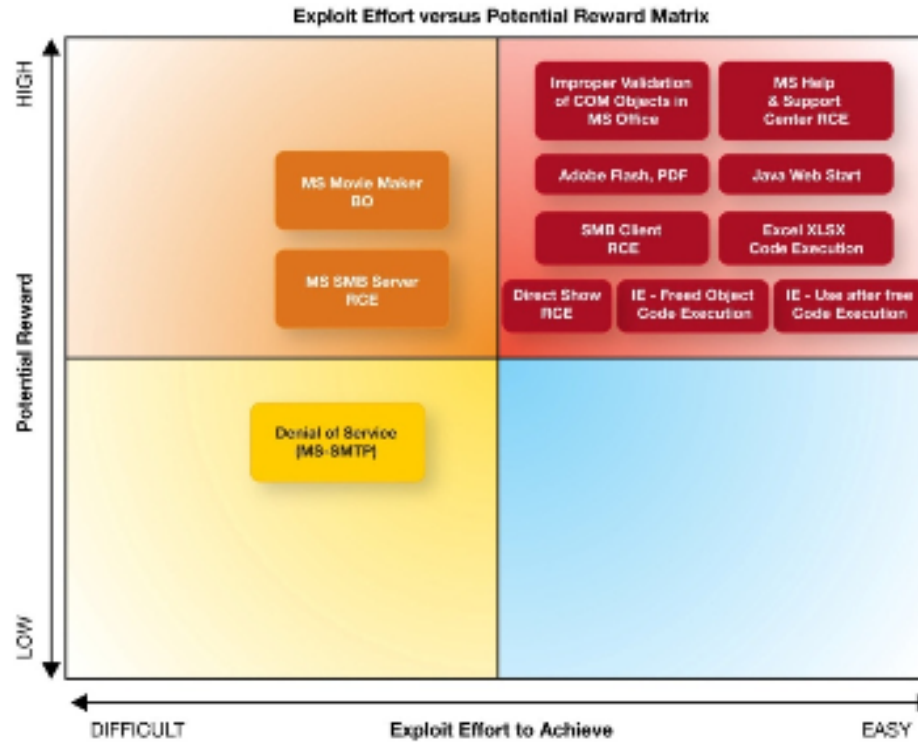 Exploit Effort versus Potential Reward Matrix
HIGH
Potential Reward
LOW
Improper Validation
of COM Objects in
MS Office
MS Help
& Support
Center RCE
MS Movie Maker
BO
Adobe Flash, PDF
Java Web Start
SMB Client
RCE
Excel XLSX
Code Execution
MS SMB Server
RCE
Direct Show
RCE
IE - Freed Object
Code Execution
IE - Use after free
Code Execution
Denial of Service
(MS-SMTP)
DIFFICULT
Exploit Effort to Achieve
EASY